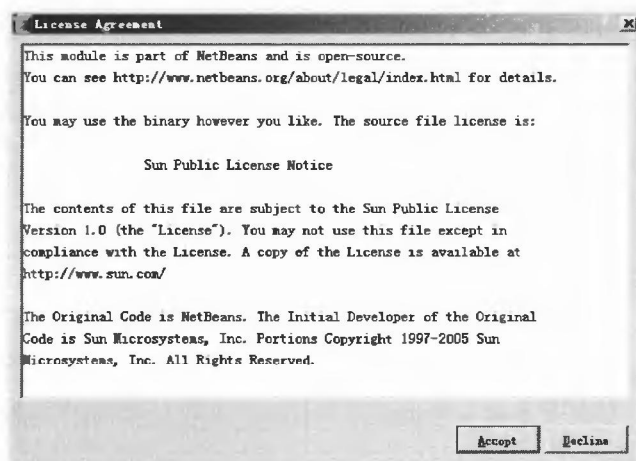 License Agreement
This module is part of NetBeans and is open-source.
You can see http://www.netbeans.org/about/legal/index.html for details.
You may use the binary however you like. The source file license is:
Sun Public License Notice
The contents of this file are subject to the Sun Public License
Version 1.0 (the "License"). You may not use this file except in
compliance with the License. A copy of the License is available at
http://www.sun.com/
The Original Code is NetBeans. The Initial Developer of the Original
Code is Sun Microsystems, Inc. Portions Copyright 1997-2005 Sun
Microsystems, Inc. All Rights Reserved.
Accept
Decline